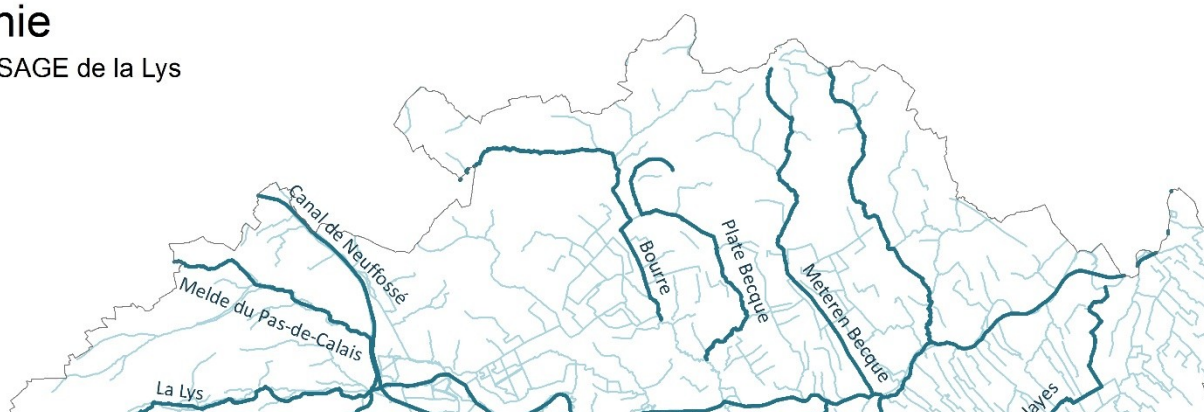 SAGE de la Lys
Canal de Neuffossé
Melde du Pas-de-Calais
La Lys
Bourre
Plate Becque
Meteren Becque